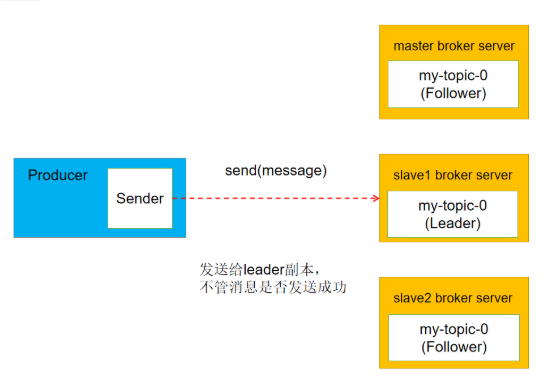 master broker server
my-topic-0
(Follower)
Producer
Sender
send(message)
slave1 broker server
my-topic-0
(Leader)
发送给leader副本，
不管消息是否发送成功
slave2 broker server
my-topic-0
(Follower)